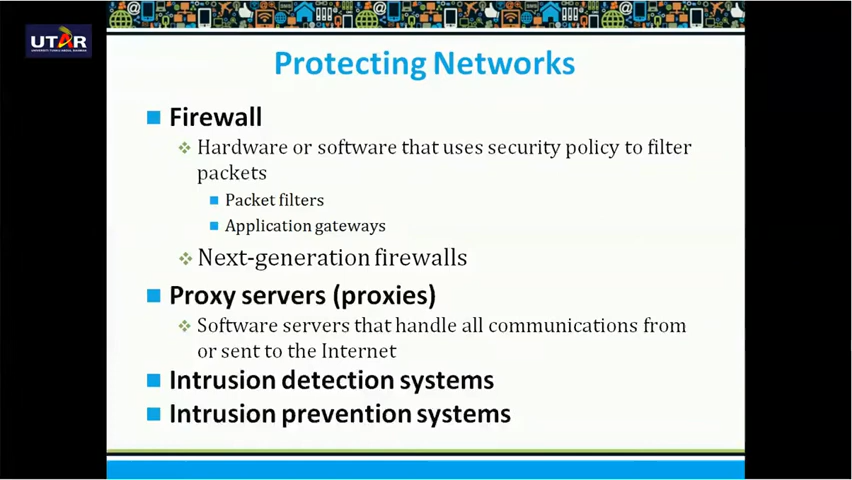 UTAR
Protecting Networks
Firewall
Hardware or software that uses security policy to filter
packets
Packet filters
Application gateways
Next-generation firewalls
Proxy servers (proxies)
Software servers that handle all communications from
or sent to the Internet
Intrusion detection systems
Intrusion prevention systems